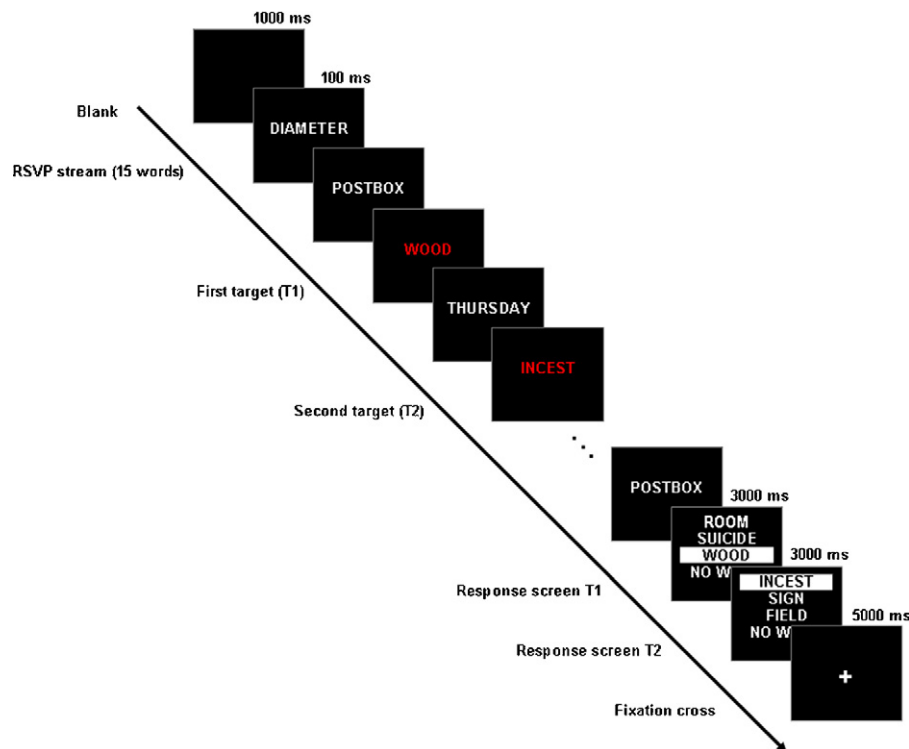 1000 ms
100 ms
Blank
DIAMETER
RSVP stream (15 words)
POSTBOX
WOOD
First target (T1)
THURSDAY
INCEST
Second target (T2)
POSTBOX
3000 ms
ROOM
SUICIDE
WOOD
NO W
3000 ms
INCEST
SIGN
FIELD
NO W
Response screen T1
5000 ms
Response screen T2
+
Fixation cross